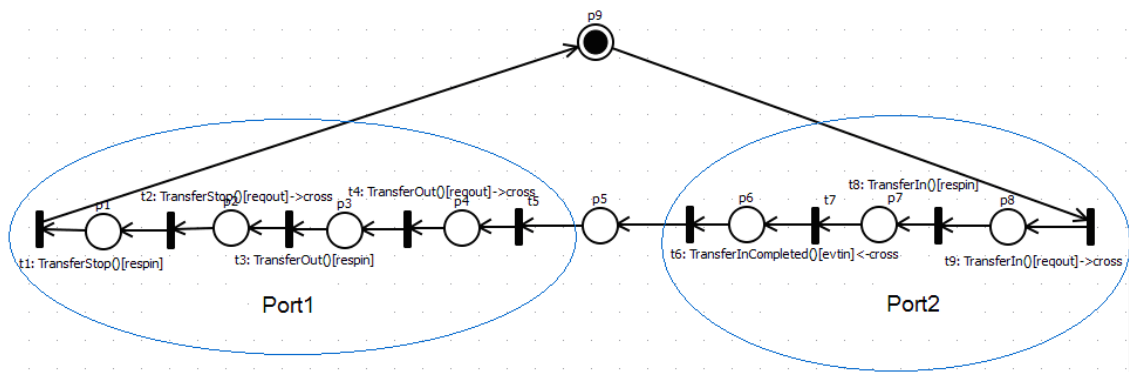 p9
t8: TransferIn()[respin]
t2: TransferStop()[reqout]->cross
t4: TransferOut()[reqout]->cross
p1
p2
p3
p4
t5
p5
p6
t7
p7
p8
t1: TransferStop()[respin]
t3: TransferOut()[respin]
t6: TransferInCompleted()[evtin]<-cross
t9: TransferIn()[reqout]->cross
Port1
Port2